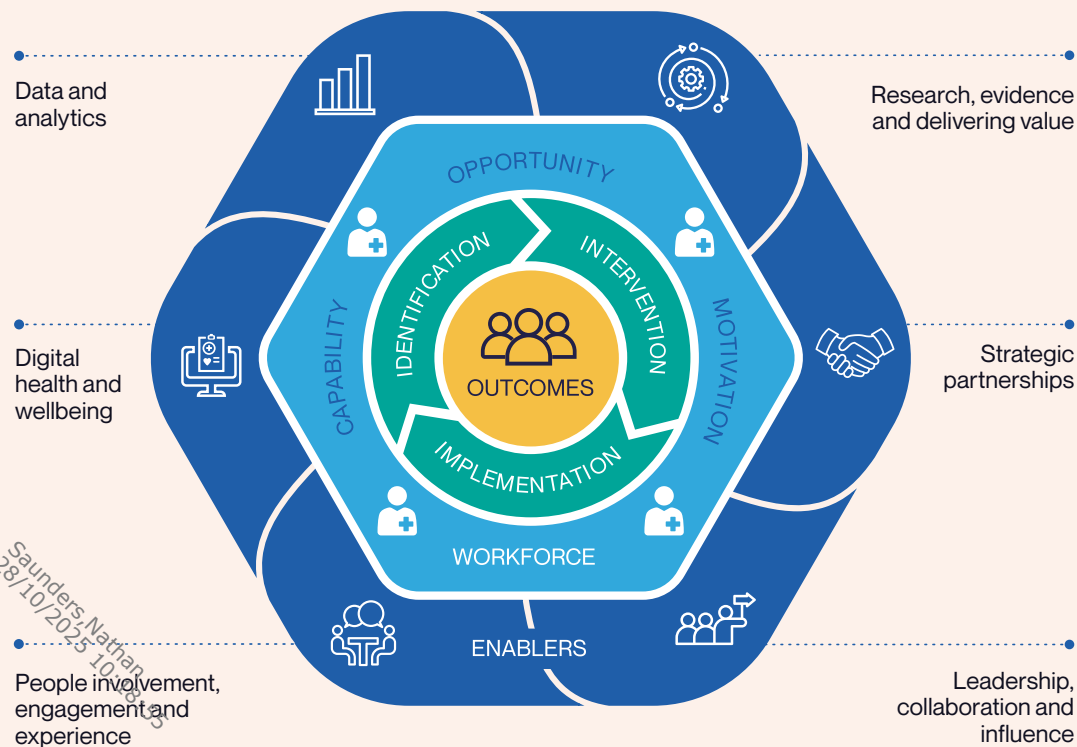 Data and
analytics
Research, evidence
and delivering value
OPPORTUNITY
IDENTIFICATION
INTERVENTION
CAPABILITY
MOTIVATION
OUTCOMES
Digital
health and
wellbeing
Strategic
partnerships
IMPLEMENTATION
WORKFORCE
ENABLERS
People involvement,
engagement and
experience
Leadership,
collaboration and
influence
Saunders,Nathan
28/10/2025